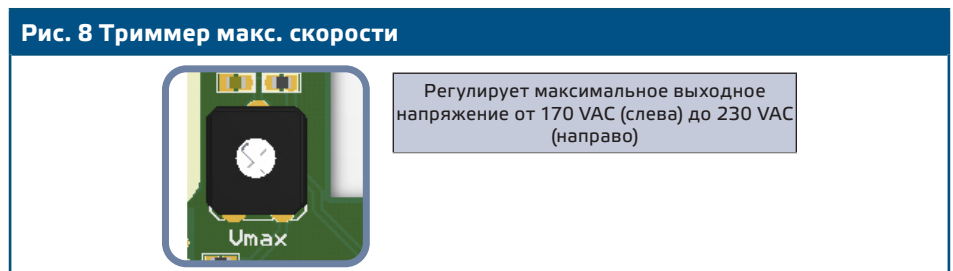 Рис. 8 Триммер макс. скорости
Регулирует максимальное выходное
напряжение от 170 VAC (слева) до 230 VAC
(направо)
Vmax